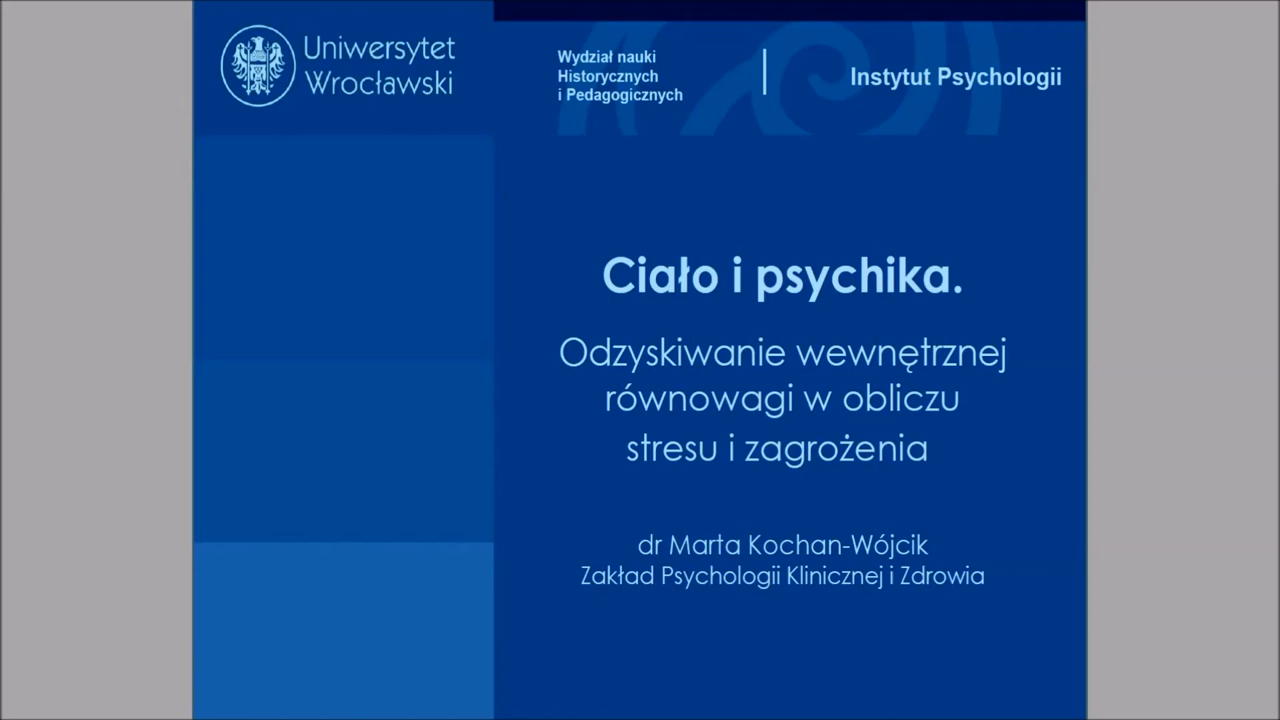 Uniwersytet
Wrocławski
Wydział nauki
Historycznych
i Pedagogicznych
Instytut Psychologii
Ciało i psychika.
Odzyskiwanie wewnętrznej
równowagi w obliczu
stresu i zagrożenia
dr Marta Kochan-Wójcik
Zakład Psychologii Klinicznej i Zdrowia